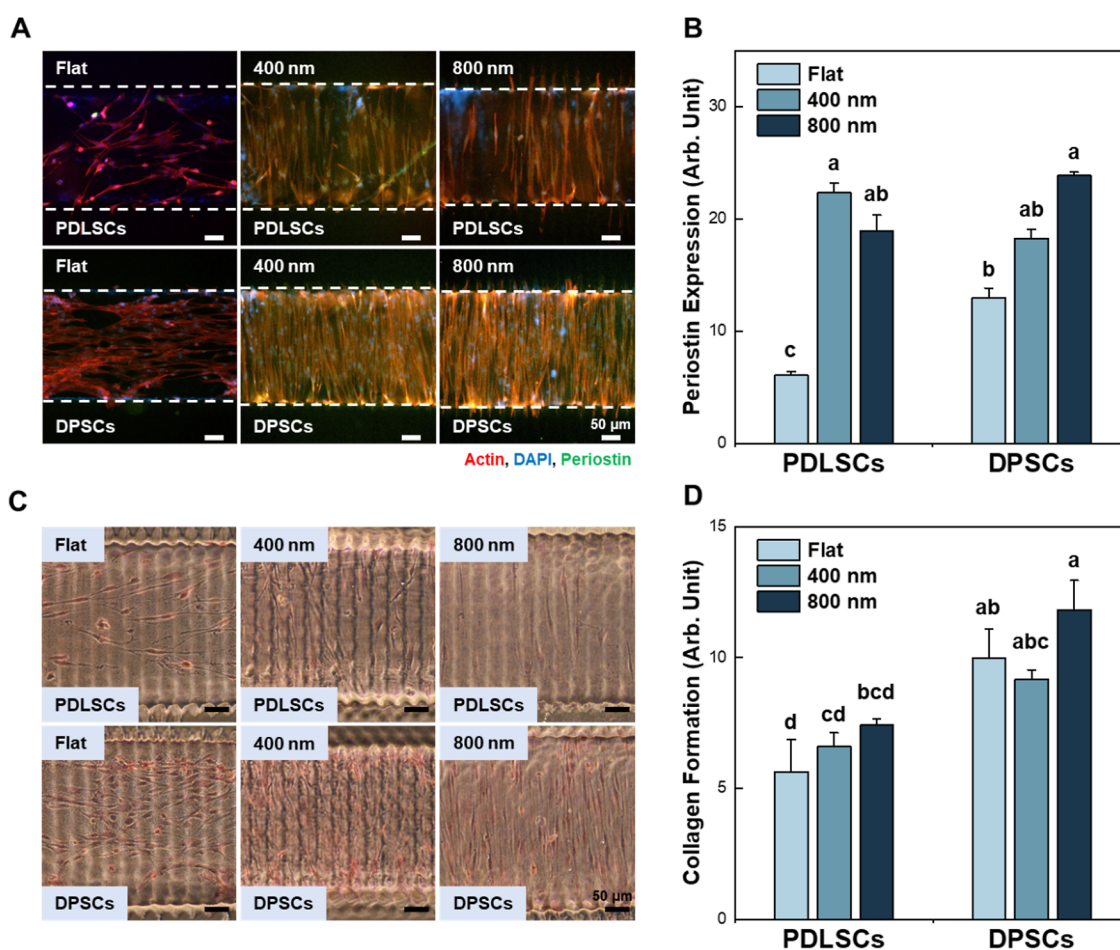 A
Flat
400 nm
800 nm
PDLSCs
PDLSCs
PDLSCs
Flat
400 nm
800 nm
DPSCs
DPSCs
DPSCs
50 µm
Actin, DAPI, Periostin
B
Periostin Expression (Arb. Unit)
Flat
400 nm
800 nm
30
20
10
0
c
a
ab
b
ab
a
PDLSCs
DPSCs
C
Flat
400 nm
800 nm
PDLSCs
PDLSCs
PDLSCs
Flat
400 nm
800 nm
DPSCs
DPSCs
DPSCs
50 µm
D
Collagen Formation (Arb. Unit)
Flat
400 nm
800 nm
15
10
5
0
d
cd
bcd
ab
abc
a
PDLSCs
DPSCs